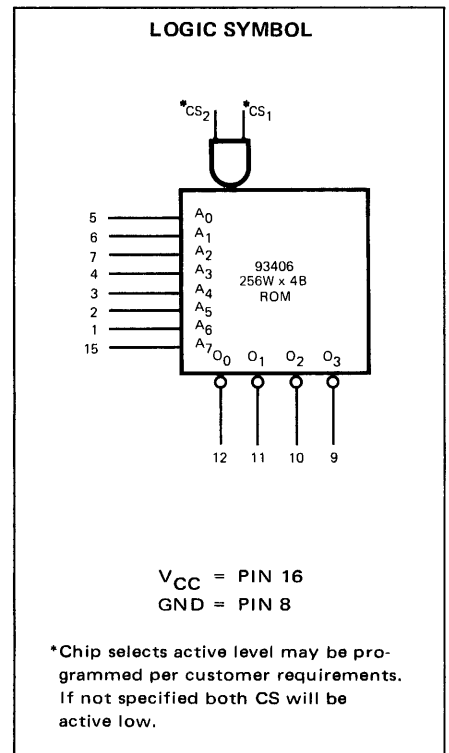 LOGIC SYMBOL
*CS2 *CS1
5 A0
6 A1
7 A2
4 A3
3 A4
2 A5
1 A6
15 A7
93406
256W x 4B
ROM
O0 O1 O2 O3
12 11 10 9
VCC = PIN 16
GND = PIN 8
*Chip selects active level may be pro-
grammed per customer requirements.
If not specified both CS will be
active low.